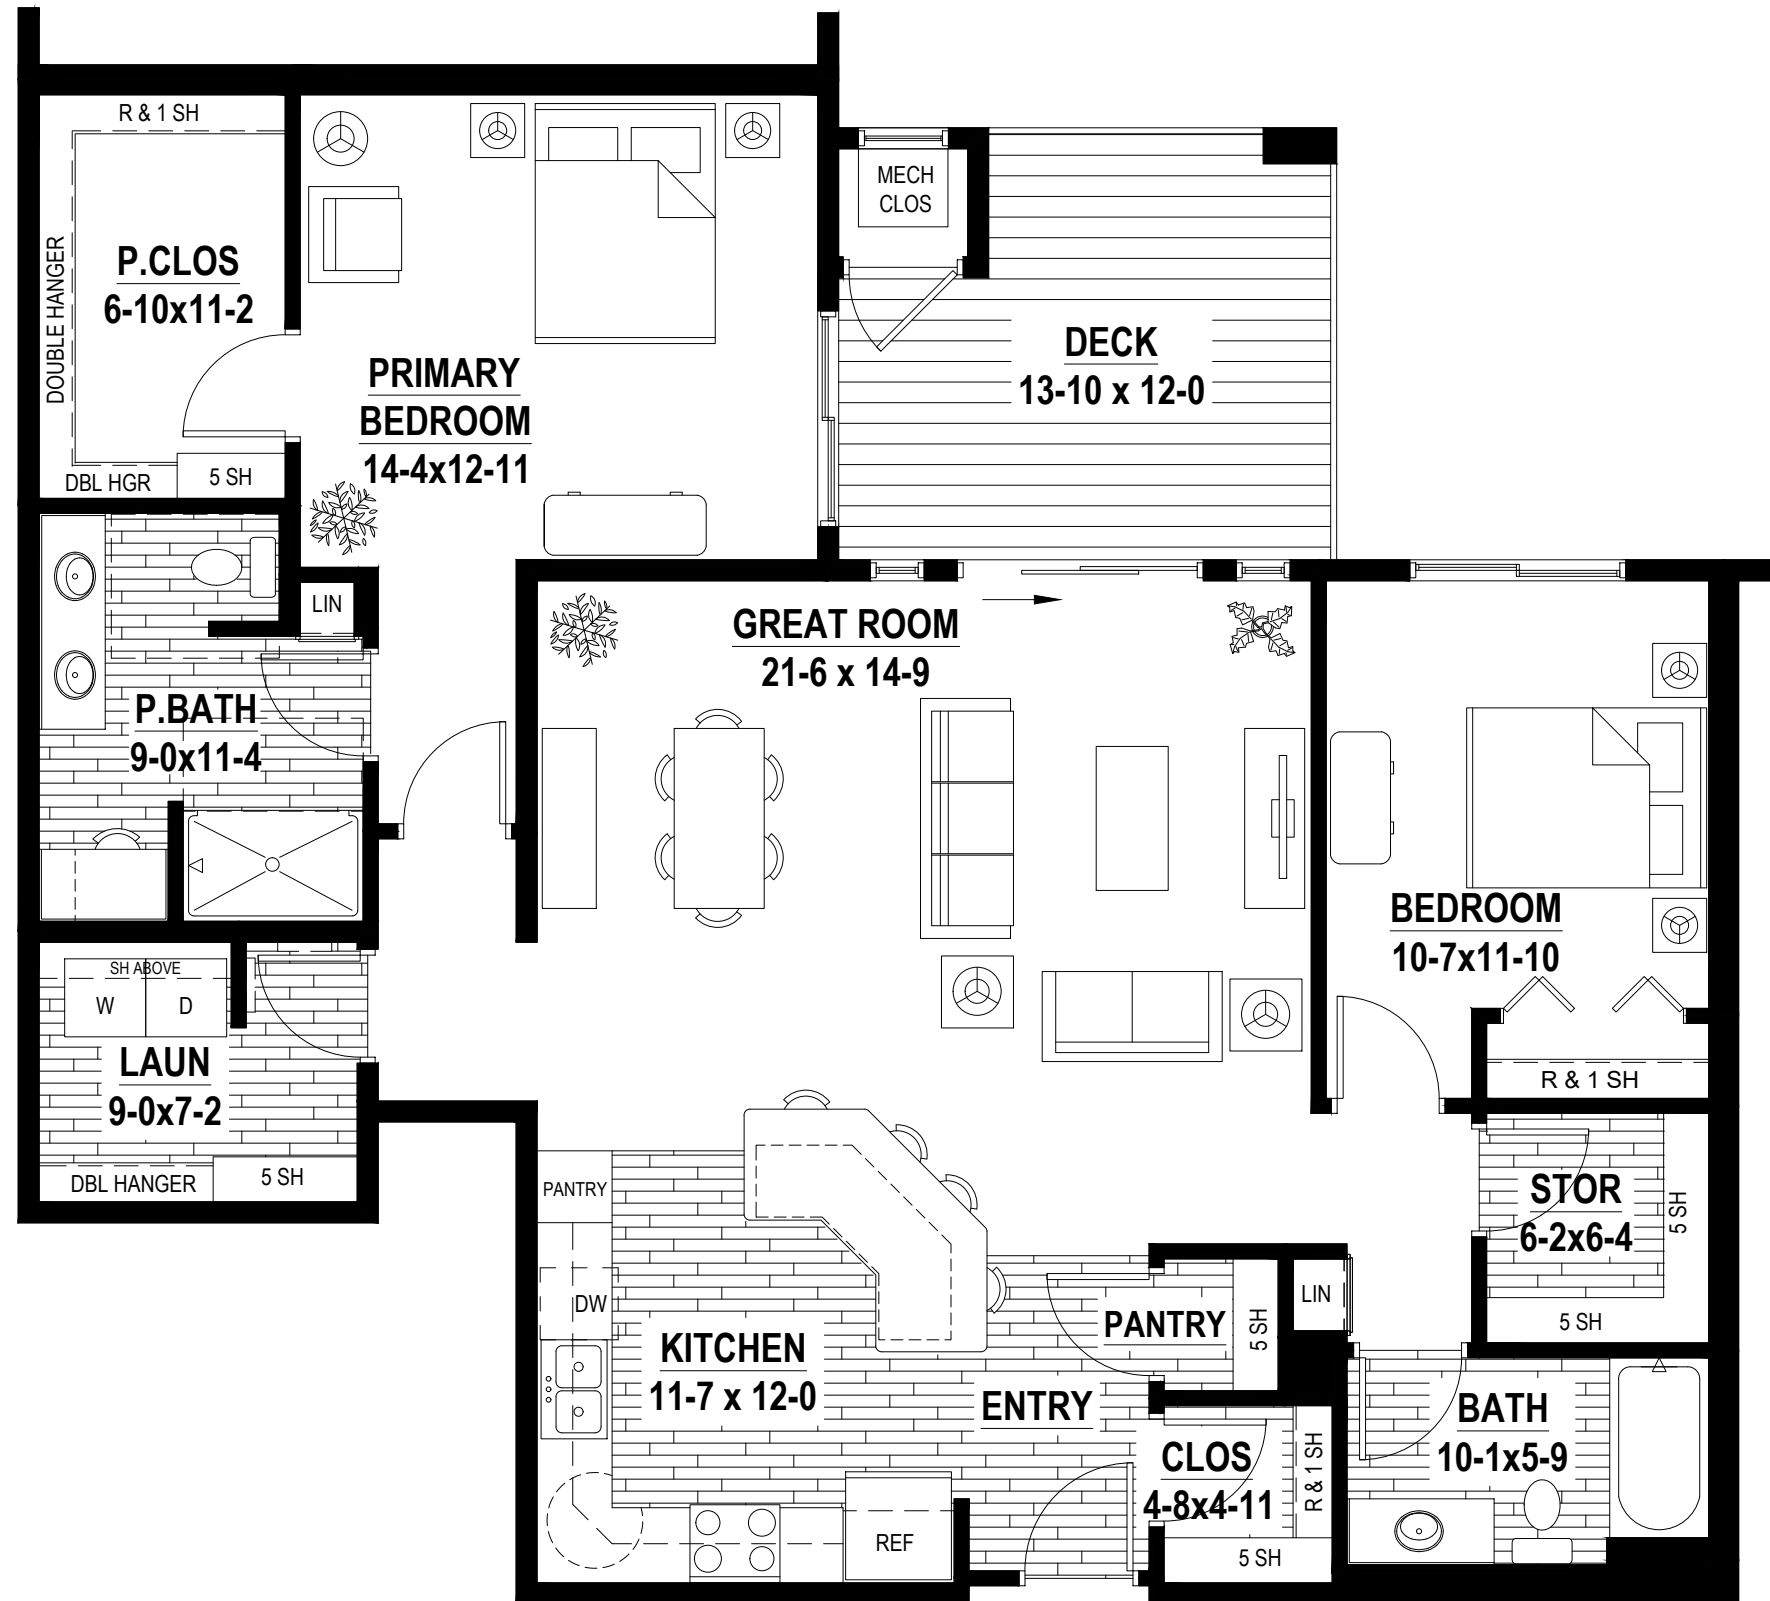 R & 1 SH
DOUBLE HANGER
P.CLOS
6-10x11-2
DBL HGR
5 SH
PRIMARY
BEDROOM
14-4x12-11
MECH
CLOS
DECK
13-10 x 12-0
LIN
P.BATH
9-0x11-4
GREAT ROOM
21-6 x 14-9
BEDROOM
10-7x11-10
R & 1 SH
SH ABOVE
W
D
LAUN
9-0x7-2
DBL HANGER
5 SH
PANTRY
DW
KITCHEN
11-7 x 12-0
REF
PANTRY
5 SH
ENTRY
CLOS
4-8x4-11
R & 1 SH
5 SH
LIN
STOR
6-2x6-4
5 SH
5 SH
BATH
10-1x5-9